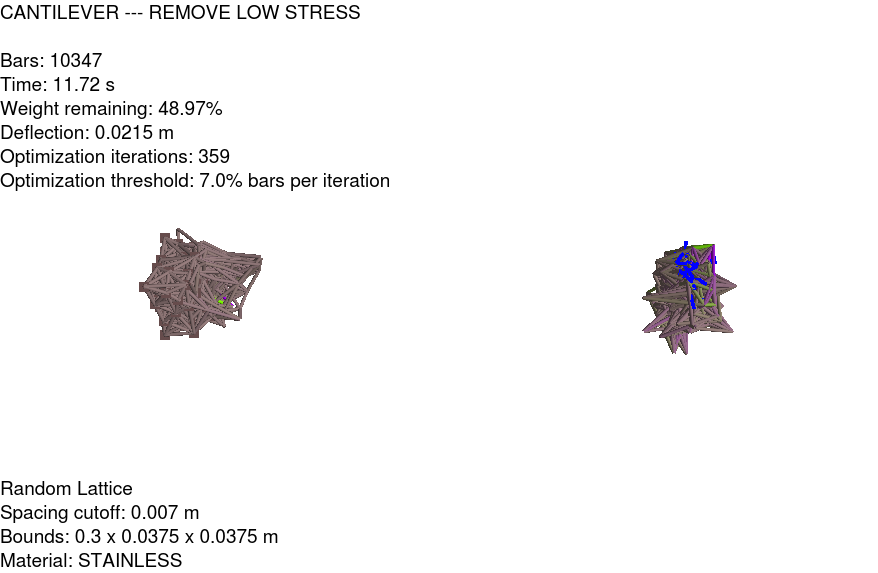 CANTILEVER --- REMOVE LOW STRESS
Bars: 10347
Time: 11.72 s
Weight remaining: 48.97%
Deflection: 0.0215 m
Optimization iterations: 359
Optimization threshold: 7.0% bars per iteration
Random Lattice
Spacing cutoff: 0.007 m
Bounds: 0.3 x 0.0375 x 0.0375 m
Material: STAINLESS